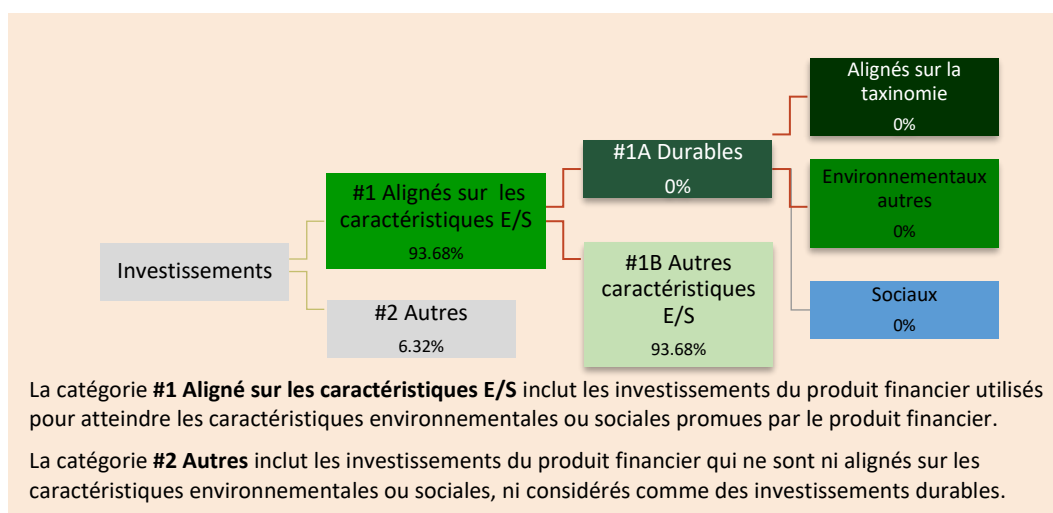 Investissements
#1 Alignés sur les
caractéristiques E/S
93.68%
#2 Autres
6.32%
#1A Durables
0%
#1B Autres
caractéristiques
E/S
93.68%
Alignés sur la
taxinomie
0%
Environnementaux
autres
0%
Sociaux
0%
La catégorie #1 Aligné sur les caractéristiques E/S inclut les investissements du produit financier utilisés
pour atteindre les caractéristiques environnementales ou sociales promues par le produit financier.
La catégorie #2 Autres inclut les investissements du produit financier qui ne sont ni alignés sur les
caractéristiques environnementales ou sociales, ni considérés comme des investissements durables.